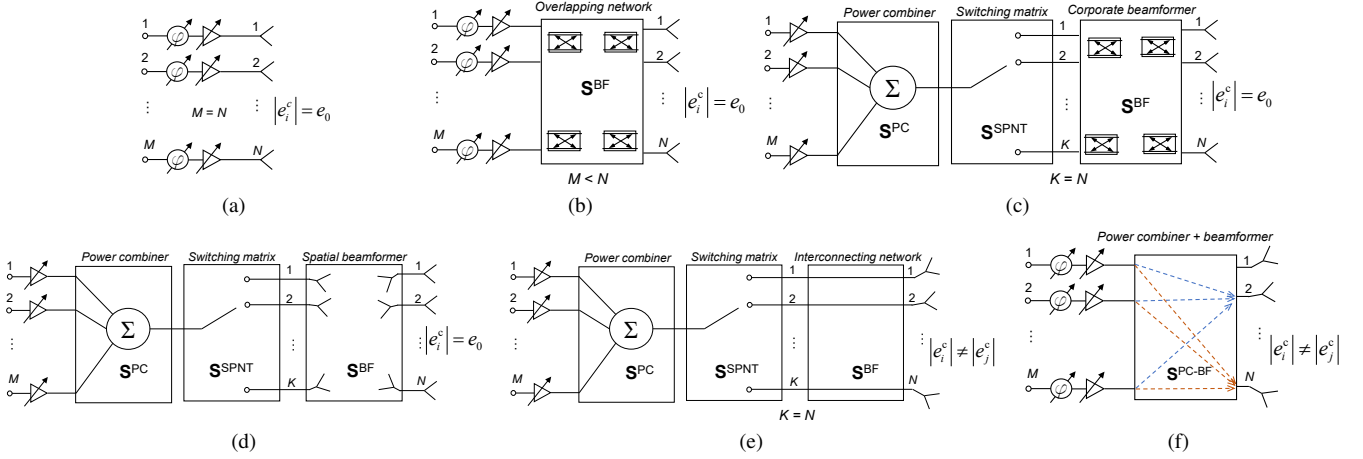 1
1
2
2
⋮
M = N
⋮
|e_i^c| = e_0
M
N
φ
φ
φ
(a)
Overlapping network
1
1
2
2
⋮
S^BF
⋮
|e_i^c| = e_0
M
N
φ
φ
φ
M < N
(b)
Power combiner
Switching matrix
Corporate beamformer
1
1
1
2
2
2
Σ
⋮
⋮
⋮
S^BF
|e_i^c| = e_0
S^PC
S^SPNT
M
K
N
K = N
(c)
Power combiner
Switching matrix
Spatial beamformer
1
1
1
2
2
2
Σ
⋮
⋮
⋮
|e_i^c| = e_0
S^PC
S^SPNT
S^BF
M
K
N
(d)
Power combiner
Switching matrix
Interconnecting network
1
1
1
2
2
2
Σ
⋮
⋮
⋮
|e_i^c| ≠ |e_j^c|
S^PC
S^SPNT
S^BF
M
K
N
K = N
(e)
Power combiner + beamformer
1
1
2
2
⋮
⋮
|e_i^c| ≠ |e_j^c|
S^PC-BF
M
N
φ
φ
φ
(f)